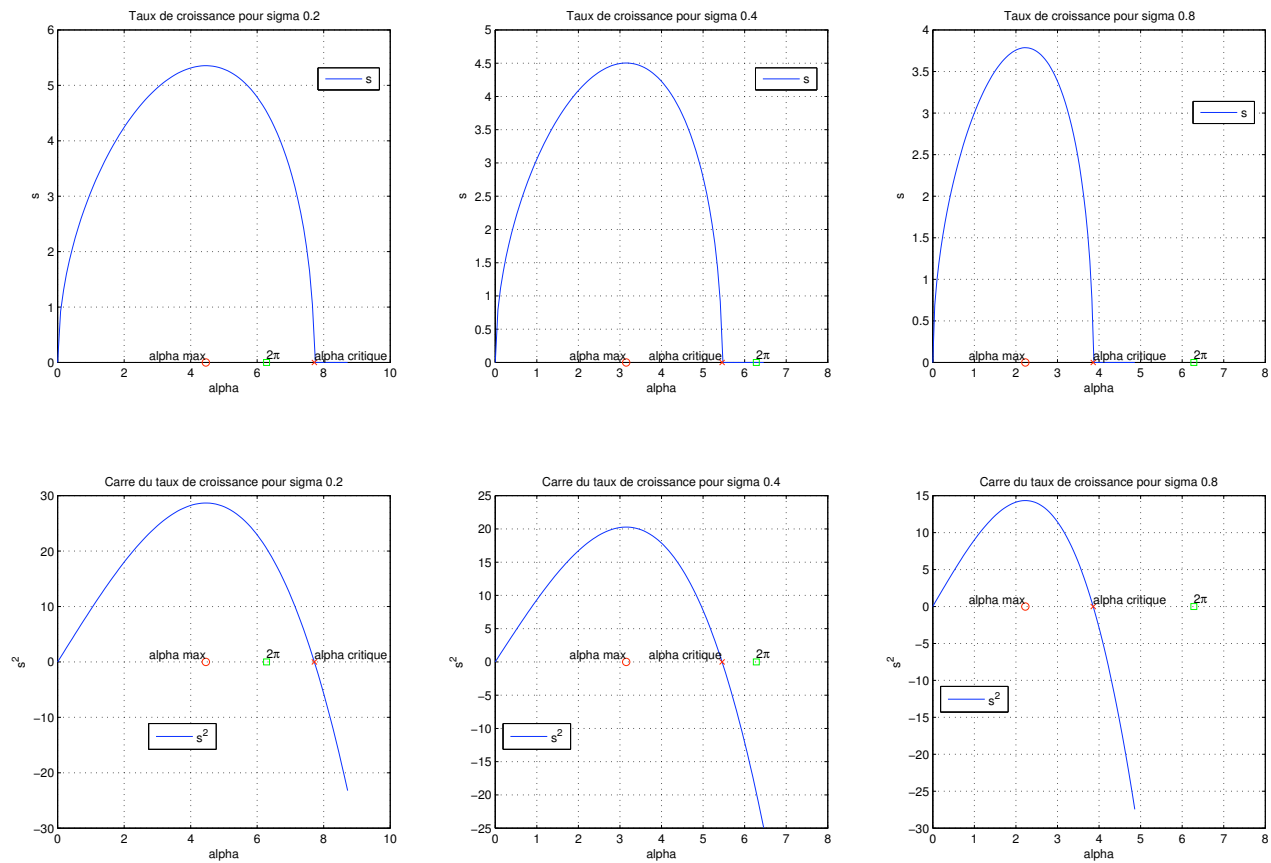 Taux de croissance pour sigma 0.2
6
5
4
3
2
1
0
s
s
alpha max
2π
alpha critique
0 2 4 6 8 10
alpha
Taux de croissance pour sigma 0.4
5
4.5
4
3.5
3
2.5
2
1.5
1
0.5
0
s
s
alpha max
alpha critique
2π
0 1 2 3 4 5 6 7 8
alpha
Taux de croissance pour sigma 0.8
4
3.5
3
2.5
2
1.5
1
0.5
0
s
s
alpha max
alpha critique
2π
0 1 2 3 4 5 6 7 8
alpha
Carre du taux de croissance pour sigma 0.2
30
20
10
0
−10
−20
−30
s²
alpha max
2π
alpha critique
s²
0 2 4 6 8 10
alpha
Carre du taux de croissance pour sigma 0.4
25
20
15
10
5
0
−5
−10
−15
−20
−25
s²
alpha max
alpha critique
2π
s²
0 1 2 3 4 5 6 7 8
alpha
Carre du taux de croissance pour sigma 0.8
15
10
5
0
−5
−10
−15
−20
−25
−30
s²
alpha max
alpha critique
2π
s²
0 1 2 3 4 5 6 7 8
alpha